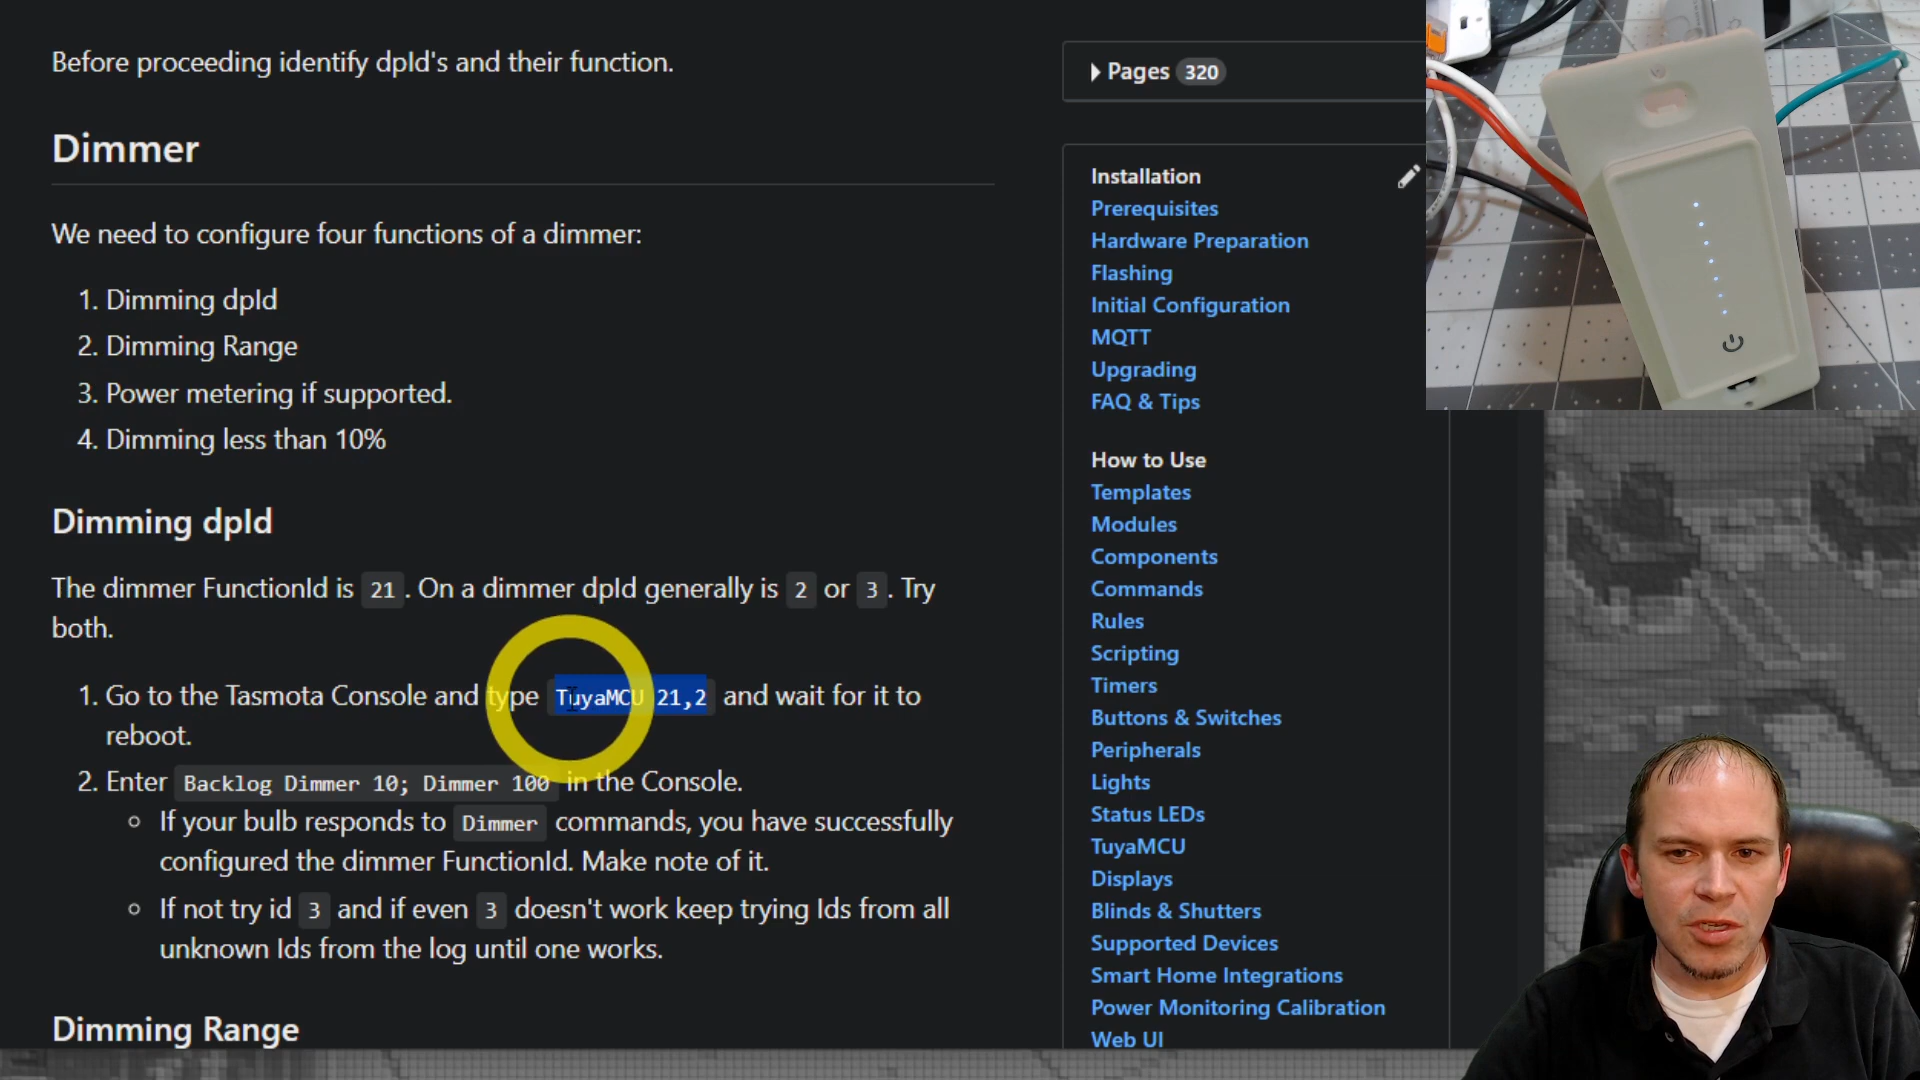 Before proceeding identify dpId's and their function.
Dimmer
We need to configure four functions of a dimmer:
1. Dimming dpId
2. Dimming Range
3. Power metering if supported.
4. Dimming less than 10%
Dimming dpId
The dimmer FunctionId is 21. On a dimmer dpId generally is 2 or 3. Try
both.
1. Go to the Tasmota Console and type TuyaMCU 21,2 and wait for it to
reboot.
2. Enter Backlog Dimmer 10; Dimmer 100 in the Console.
If your bulb responds to Dimmer commands, you have successfully
configured the dimmer FunctionId. Make note of it.
If not try id 3 and if even 3 doesn't work keep trying Ids from all
unknown Ids from the log until one works.
Dimming Range
Pages 320
Installation
Prerequisites
Hardware Preparation
Flashing
Initial Configuration
MQTT
Upgrading
FAQ & Tips
How to Use
Templates
Modules
Components
Commands
Rules
Scripting
Timers
Buttons & Switches
Peripherals
Lights
Status LEDs
TuyaMCU
Displays
Blinds & Shutters
Supported Devices
Smart Home Integrations
Power Monitoring Calibration
Web UI